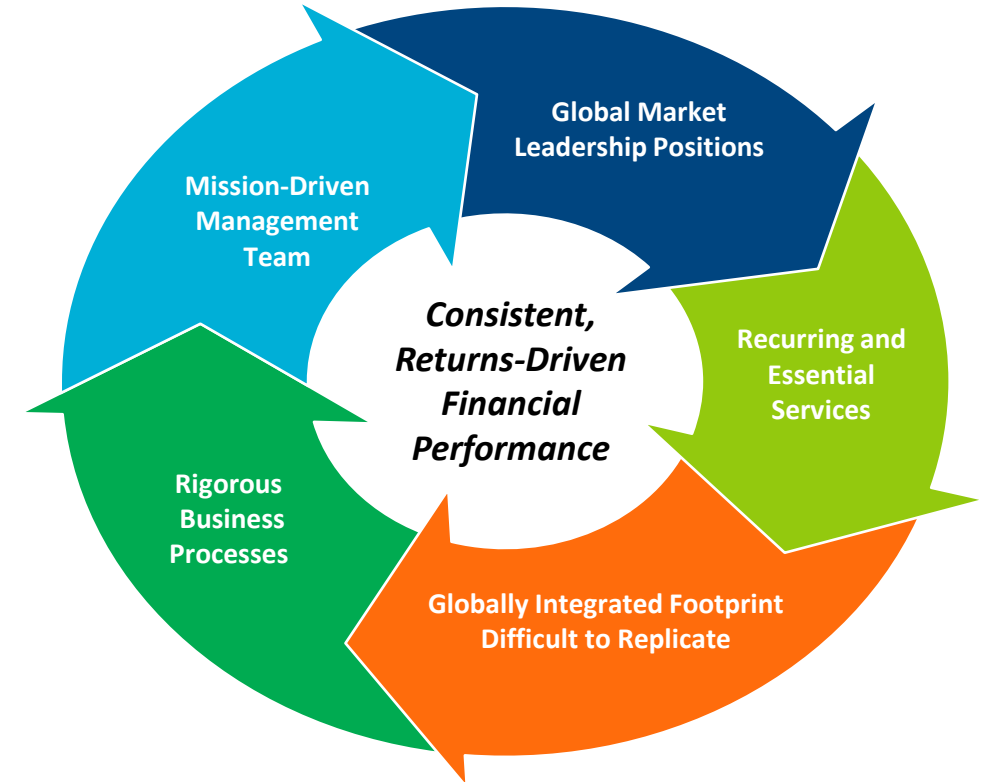 Global Market
Leadership Positions
Recurring and
Essential
Services
Globally Integrated Footprint
Difficult to Replicate
Rigorous
Business
Processes
Mission-Driven
Management
Team
Consistent,
Returns-Driven
Financial
Performance